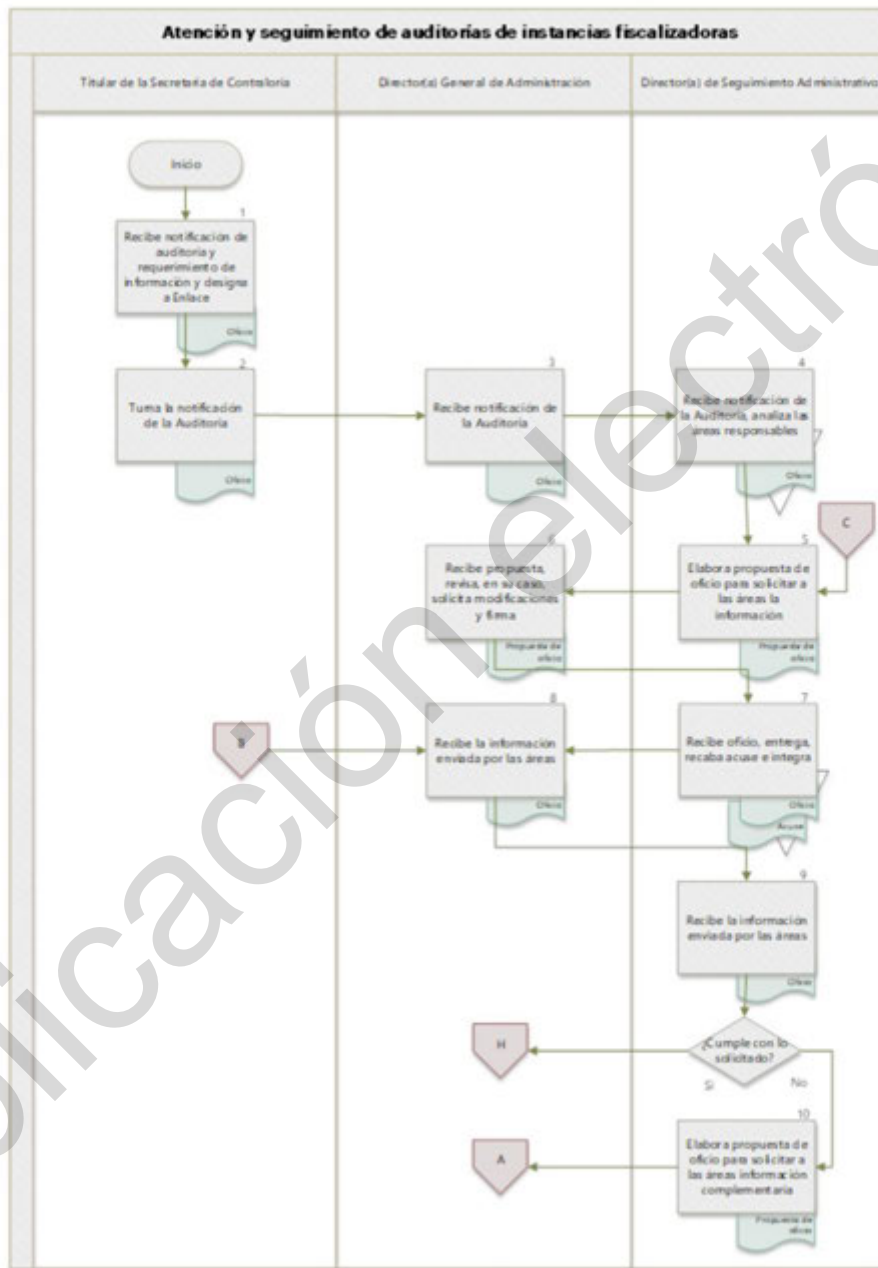 Atención y seguimiento de auditorías de instancias fiscalizadoras
Titular de la Secretaría de Contraloría
Director(a) General de Administración
Director(a) de Seguimiento Administrativo
Inicio
1
Recibe notificación de
auditoría y
requerimiento de
información y designa
a Enlace
Oficio
2
Turna la notificación
de la Auditoría
Oficio
3
Recibe notificación de
la Auditoría
Oficio
4
Recibe notificación de
la Auditoría, analiza las
áreas responsables
Oficio
C
5
Elabora propuesta de
oficio para solicitar a
las áreas la
información
Propuesta de
oficio
6
Recibe propuesta,
revisa, en su caso,
solicita modificaciones
y firma
Propuesta de
oficio
7
Recibe oficio, entrega,
recaba acuse e integra
Oficio
Acuse
B
8
Recibe la información
enviada por las áreas
Oficio
9
Recibe la información
enviada por las áreas
Oficio
¿Cumple con lo
solicitado?
Si
No
H
10
Elabora propuesta de
oficio para solicitar a
las áreas información
complementaria
Propuesta de
oficio
A
plicación electró